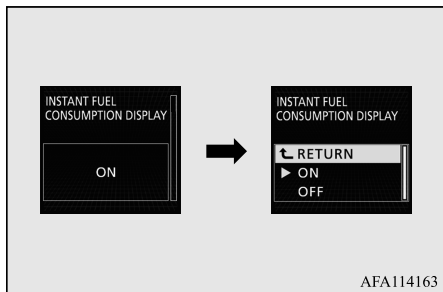 INSTANT FUEL
CONSUMPTION DISPLAY
ON
INSTANT FUEL
CONSUMPTION DISPLAY
RETURN
ON
OFF
AFA114163